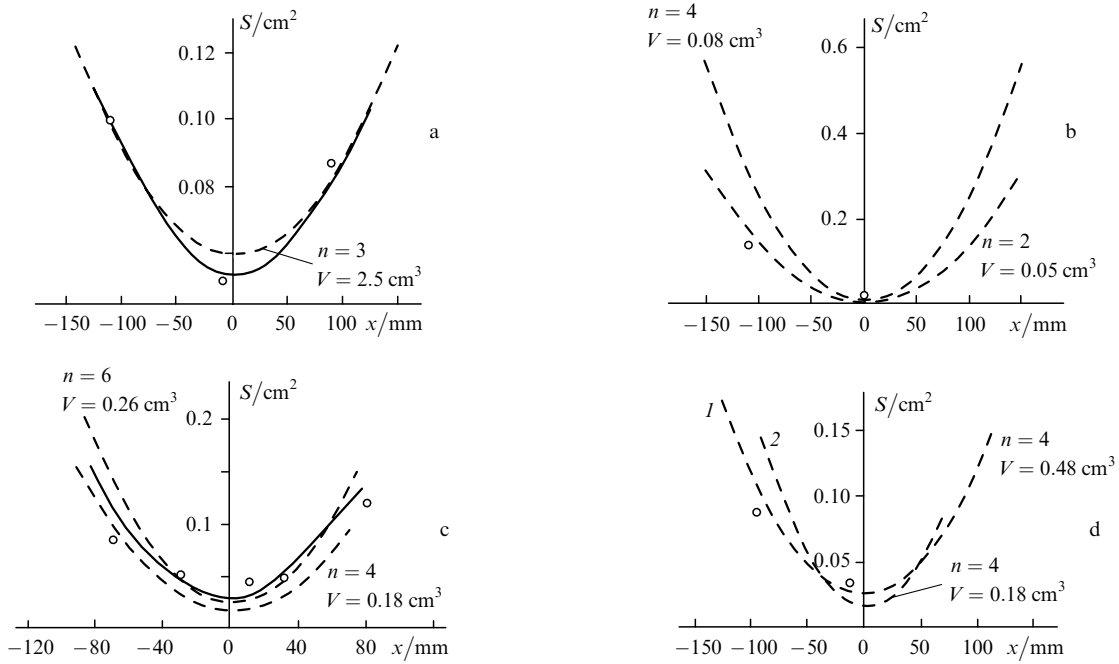 S/cm²
0.12
0.10
0.08
a
n = 3
V = 2.5 cm³
−150 −100 −50 0 50 100 x/mm
n = 4
V = 0.08 cm³
S/cm²
0.6
0.4
0.2
b
n = 2
V = 0.05 cm³
−150 −100 −50 0 50 100 x/mm
n = 6
V = 0.26 cm³
S/cm²
0.2
0.1
c
n = 4
V = 0.18 cm³
−120 −80 −40 0 40 80 x/mm
1
2
S/cm²
0.15
0.10
0.05
n = 4
V = 0.48 cm³
d
n = 4
V = 0.18 cm³
−150 −100 −50 0 50 100 x/mm